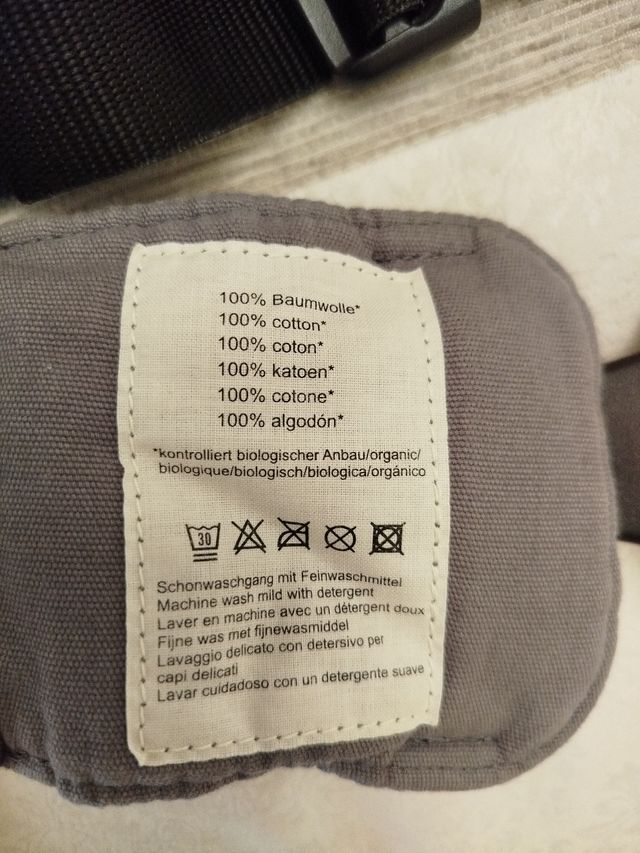 100% Baumwolle*
100% cotton*
100% coton*
100% katoen*
100% cotone*
100% algodón*
*kontrolliert biologischer Anbau/organic/
biologique/biologisch/biologica/orgánico
30
Schonwaschgang mit Feinwaschmittel
Machine wash mild with detergent
Laver en machine avec un détergent doux
Fijne was met fijnewasmiddel
Lavaggio delicato con detersivo per
capi delicati
Lavar cuidadoso con un detergente suave